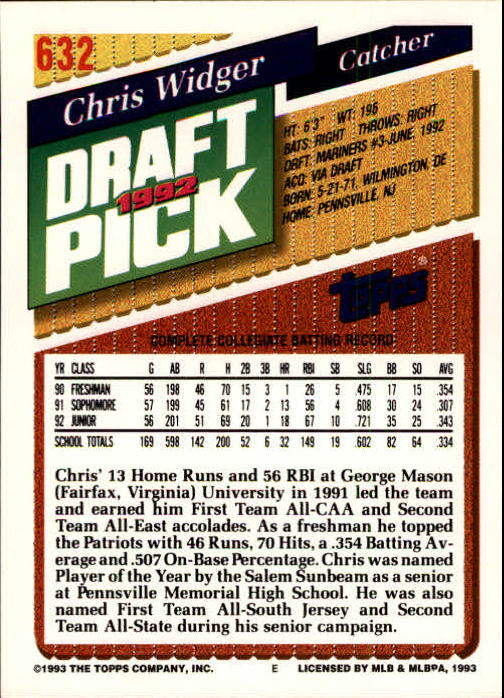 632
Chris Widger
Catcher
DRAFT
1992
PICK
HT: 6'3" WT: 196
BATS: RIGHT THROWS: RIGHT
DRFT: MARINERS #3-JUNE, 1992
ACQ: VIA DRAFT
BORN: 5-21-71, WILMINGTON, DE
HOME: PENNSVILLE, NJ
TOPPS®
COMPLETE COLLEGIATE BATTING RECORD
YR CLASS G AB R H 2B 3B HR RBI SB SLG BB SO AVG
90 FRESHMAN 56 198 46 70 15 3 1 26 5 .475 17 15 .354
91 SOPHOMORE 57 199 45 61 17 2 13 56 4 .608 30 24 .307
92 JUNIOR 56 201 51 69 20 1 18 67 10 .721 35 25 .343
SCHOOL TOTALS 169 598 142 200 52 6 32 149 19 .602 82 64 .334
Chris' 13 Home Runs and 56 RBI at George Mason
(Fairfax, Virginia) University in 1991 led the team
and earned him First Team All-CAA and Second
Team All-East accolades. As a freshman he topped
the Patriots with 46 Runs, 70 Hits, a .354 Batting Av-
erage and .507 On-Base Percentage. Chris was named
Player of the Year by the Salem Sunbeam as a senior
at Pennsville Memorial High School. He was also
named First Team All-South Jersey and Second
Team All-State during his senior campaign.
©1993 THE TOPPS COMPANY, INC. E LICENSED BY MLB & MLBPA, 1993